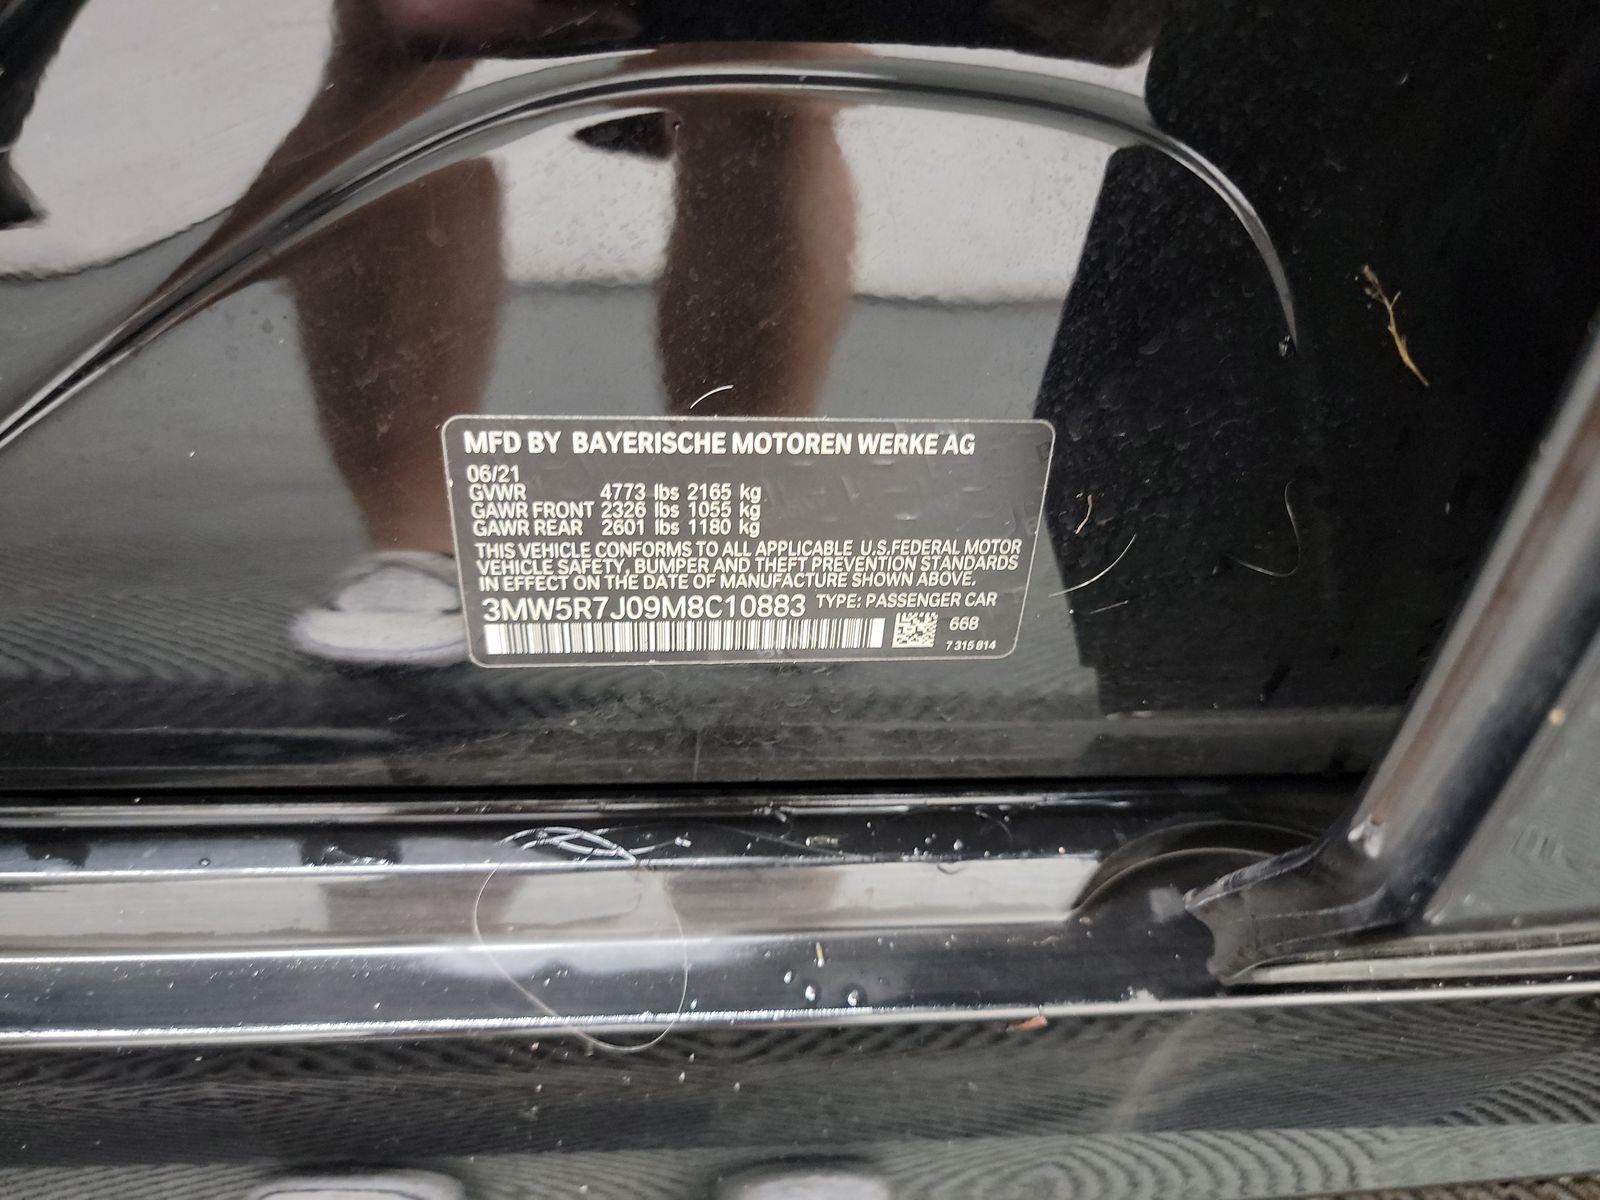 MFD BY BAYERISCHE MOTOREN WERKE AG
06/21
GVWR 4773 lbs 2165 kg
GAWR FRONT 2326 lbs 1055 kg
GAWR REAR 2601 lbs 1180 kg
THIS VEHICLE CONFORMS TO ALL APPLICABLE U.S.FEDERAL MOTOR
VEHICLE SAFETY, BUMPER AND THEFT PREVENTION STANDARDS
IN EFFECT ON THE DATE OF MANUFACTURE SHOWN ABOVE.
3MW5R7J09M8C10883 TYPE: PASSENGER CAR
668
7 315 814